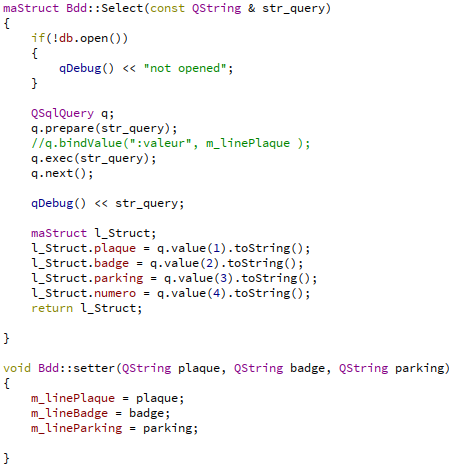 maStruct Bdd::Select(const QString & str_query)
{
    if(!db.open())
    {
        qDebug() << "not opened";
    }

    QSqlQuery q;
    q.prepare(str_query);
    //q.bindValue(":valeur", m_linePlaque );
    q.exec(str_query);
    q.next();

    qDebug() << str_query;

    maStruct l_Struct;
    l_Struct.plaque = q.value(1).toString();
    l_Struct.badge = q.value(2).toString();
    l_Struct.parking = q.value(3).toString();
    l_Struct.numero = q.value(4).toString();
    return l_Struct;

}

void Bdd::setter(QString plaque, QString badge, QString parking)
{
    m_linePlaque = plaque;
    m_lineBadge = badge;
    m_lineParking = parking;

}